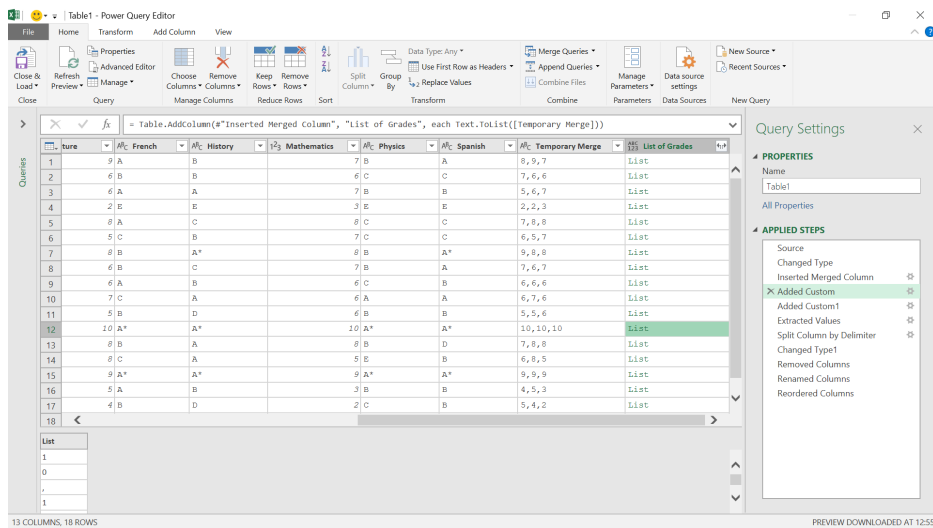 Table1 - Power Query Editor
File Home Transform Add Column View
Close & Load
Refresh Preview
Properties
Advanced Editor
Manage
Choose Columns
Remove Columns
Keep Rows
Remove Rows
Split Column
Group By
Data Type: Any
Use First Row as Headers
Replace Values
Merge Queries
Append Queries
Combine Files
Manage Parameters
Data source settings
New Source
Recent Sources
Close Query Manage Columns Reduce Rows Sort Transform Combine Parameters Data Sources New Query
= Table.AddColumn(#"Inserted Merged Column", "List of Grades", each Text.ToList([Temporary Merge]))
Queries
ture French History Mathematics Physics Spanish Temporary Merge List of Grades
1 9 A B 7 B A 8,9,7 List
2 6 B B 6 C C 7,6,6 List
3 6 A A 7 B B 5,6,7 List
4 2 E E 3 E E 2,2,3 List
5 8 A C 8 C C 7,8,8 List
6 5 C B 7 C C 6,5,7 List
7 8 B A* 8 B A* 9,8,8 List
8 6 B C 7 B A 7,6,7 List
9 6 A B 6 C B 6,6,6 List
10 7 C A 6 A A 6,7,6 List
11 5 B D 6 B B 5,5,6 List
12 10 A* A* 10 A* A* 10,10,10 List
13 8 B A 8 B D 7,8,8 List
14 8 C A 5 E B 6,8,5 List
15 9 A* A* 9 A* A* 9,9,9 List
16 5 A B 3 B B 4,5,3 List
17 4 B D 2 C B 5,4,2 List
18
List
1
0
,
1
Query Settings
PROPERTIES
Name
Table1
All Properties
APPLIED STEPS
Source
Changed Type
Inserted Merged Column
Added Custom
Added Custom1
Extracted Values
Split Column by Delimiter
Changed Type1
Removed Columns
Renamed Columns
Reordered Columns
13 COLUMNS, 18 ROWS
PREVIEW DOWNLOADED AT 12:55